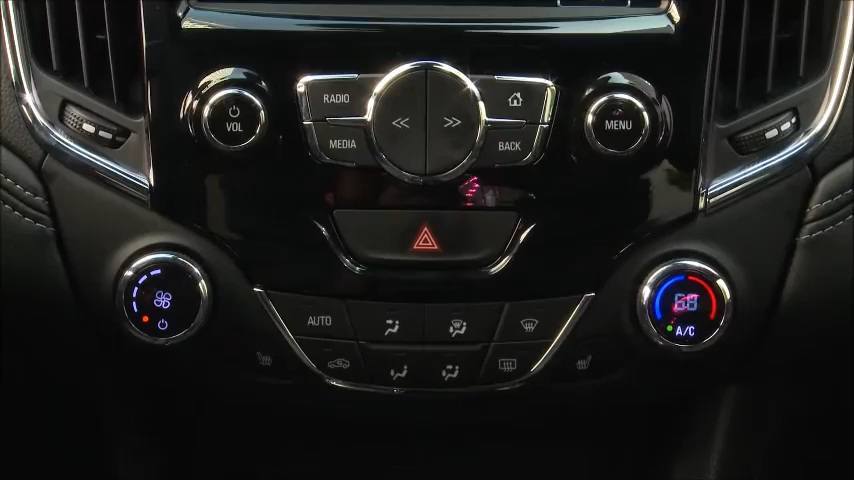 RADIO
VOL
MENU
MEDIA
BACK
68
A/C
AUTO